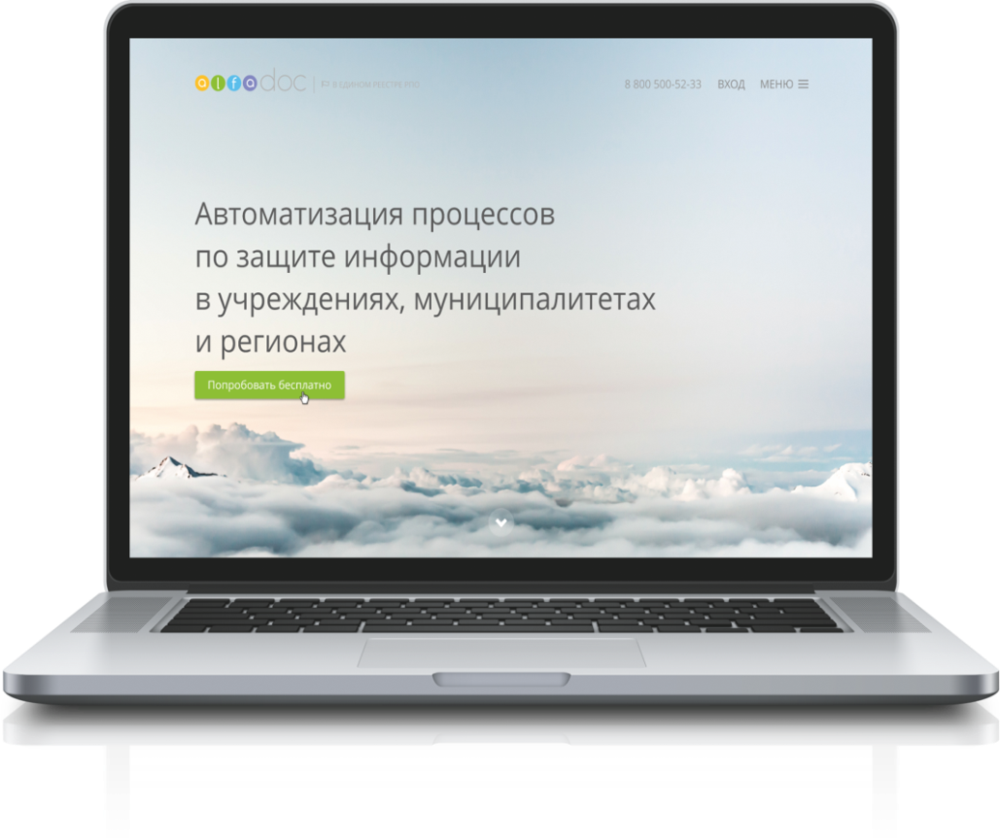 alfadoc
8 800 500-52-33 ВХОД МЕНЮ
Автоматизация процессов
по защите информации
в учреждениях, муниципалитетах
и регионах
Попробовать бесплатно